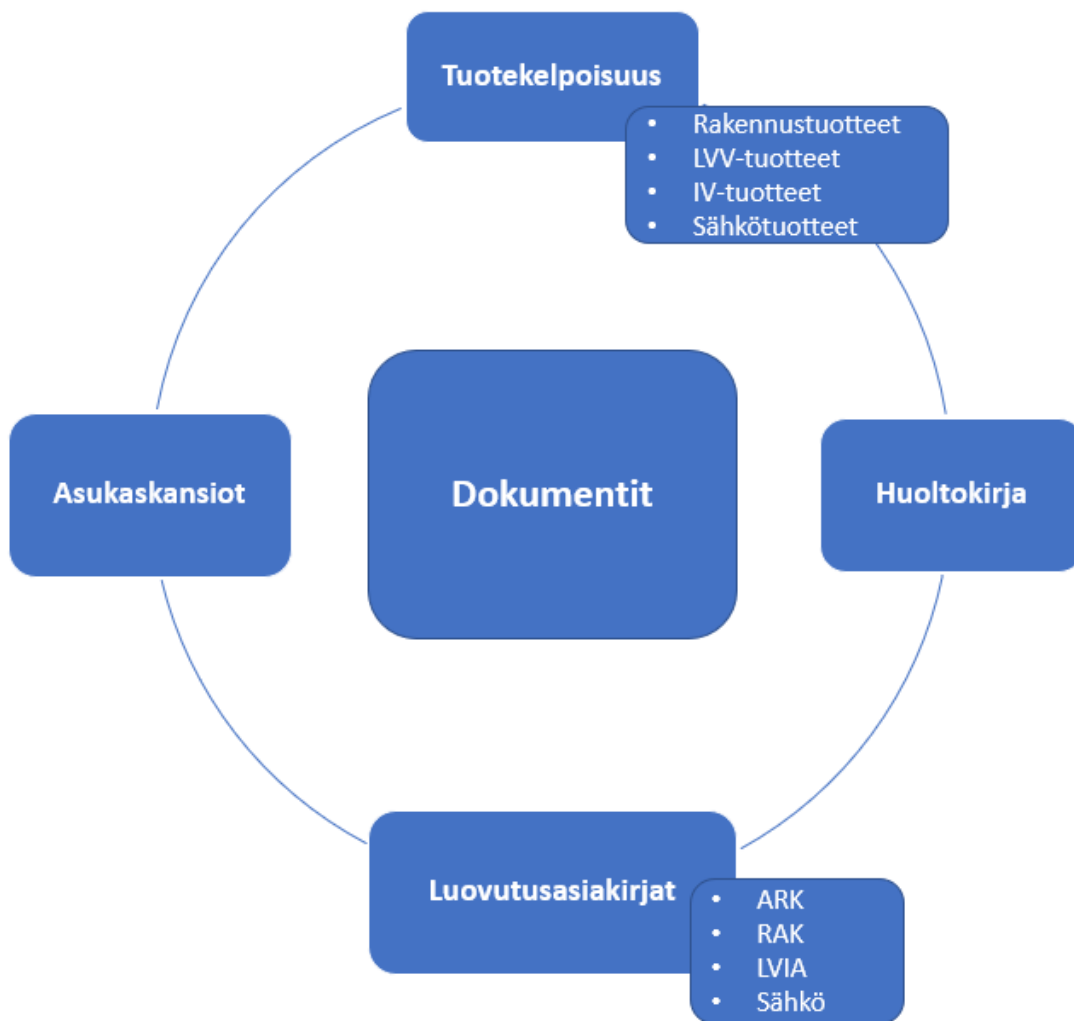 Tuotekelpoisuus
• Rakennustuotteet
• LVV-tuotteet
• IV-tuotteet
• Sähkötuotteet
Asukaskansiot
Dokumentit
Huoltokirja
Luovutusasiakirjat
• ARK
• RAK
• LVIA
• Sähkö